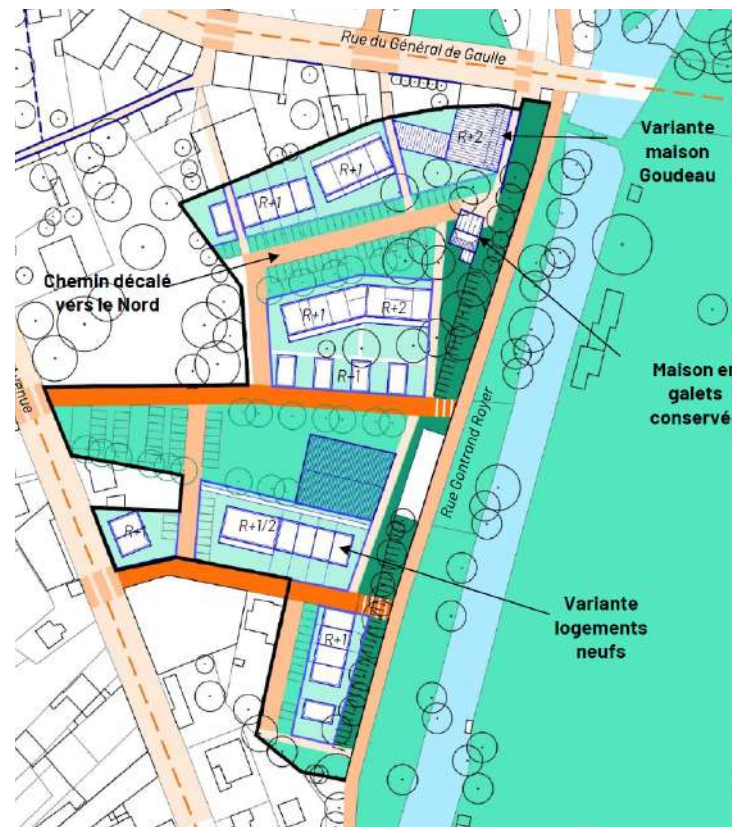 Rue du Général de Gaulle
R+2
Variante
maison
Goudeau
R+1
R+1
Chemin décalé
vers le Nord
R+1
R+2
R+1
Maison en
galets
conservé
Avenue
Rue Gontrand Royer
R+1
R+1/2
Variante
logements
neufs
R+1